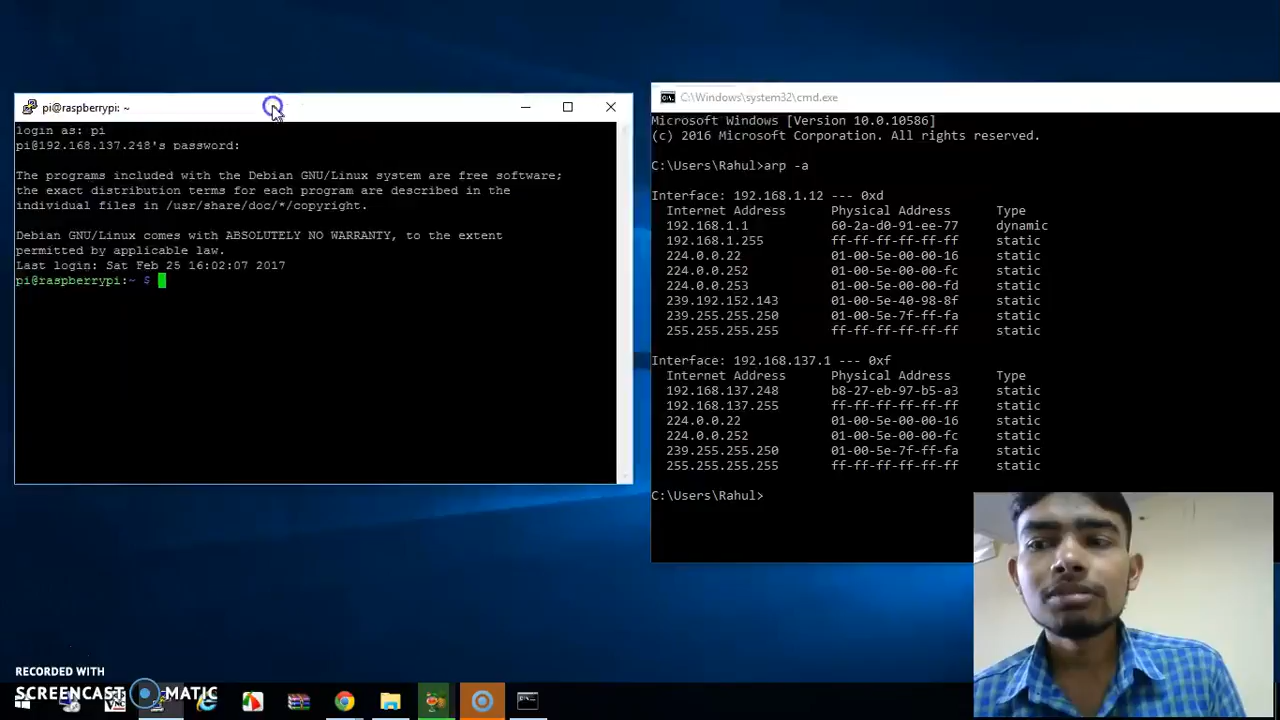 pi@raspberrypi: ~
login as: pi
pi@192.168.137.248's password:
The programs included with the Debian GNU/Linux system are free software;
the exact distribution terms for each program are described in the
individual files in /usr/share/doc/*/copyright.
Debian GNU/Linux comes with ABSOLUTELY NO WARRANTY, to the extent
permitted by applicable law.
Last login: Sat Feb 25 16:02:07 2017
pi@raspberrypi:~ $
C:\Windows\system32\cmd.exe
Microsoft Windows [Version 10.0.10586]
(c) 2016 Microsoft Corporation. All rights reserved.
C:\Users\Rahul>arp -a
Interface: 192.168.1.12 --- 0xd
Internet Address Physical Address Type
192.168.1.1 60-2a-d0-91-ee-77 dynamic
192.168.1.255 ff-ff-ff-ff-ff-ff static
224.0.0.22 01-00-5e-00-00-16 static
224.0.0.252 01-00-5e-00-00-fc static
224.0.0.253 01-00-5e-00-00-fd static
239.192.152.143 01-00-5e-40-98-8f static
239.255.255.250 01-00-5e-7f-ff-fa static
255.255.255.255 ff-ff-ff-ff-ff-ff static
Interface: 192.168.137.1 --- 0xf
Internet Address Physical Address Type
192.168.137.248 b8-27-eb-97-b5-a3 static
192.168.137.255 ff-ff-ff-ff-ff-ff static
224.0.0.22 01-00-5e-00-00-16 static
224.0.0.252 01-00-5e-00-00-fc static
239.255.255.250 01-00-5e-7f-ff-fa static
255.255.255.255 ff-ff-ff-ff-ff-ff static
C:\Users\Rahul>
RECORDED WITH
SCREENCAST MATIC